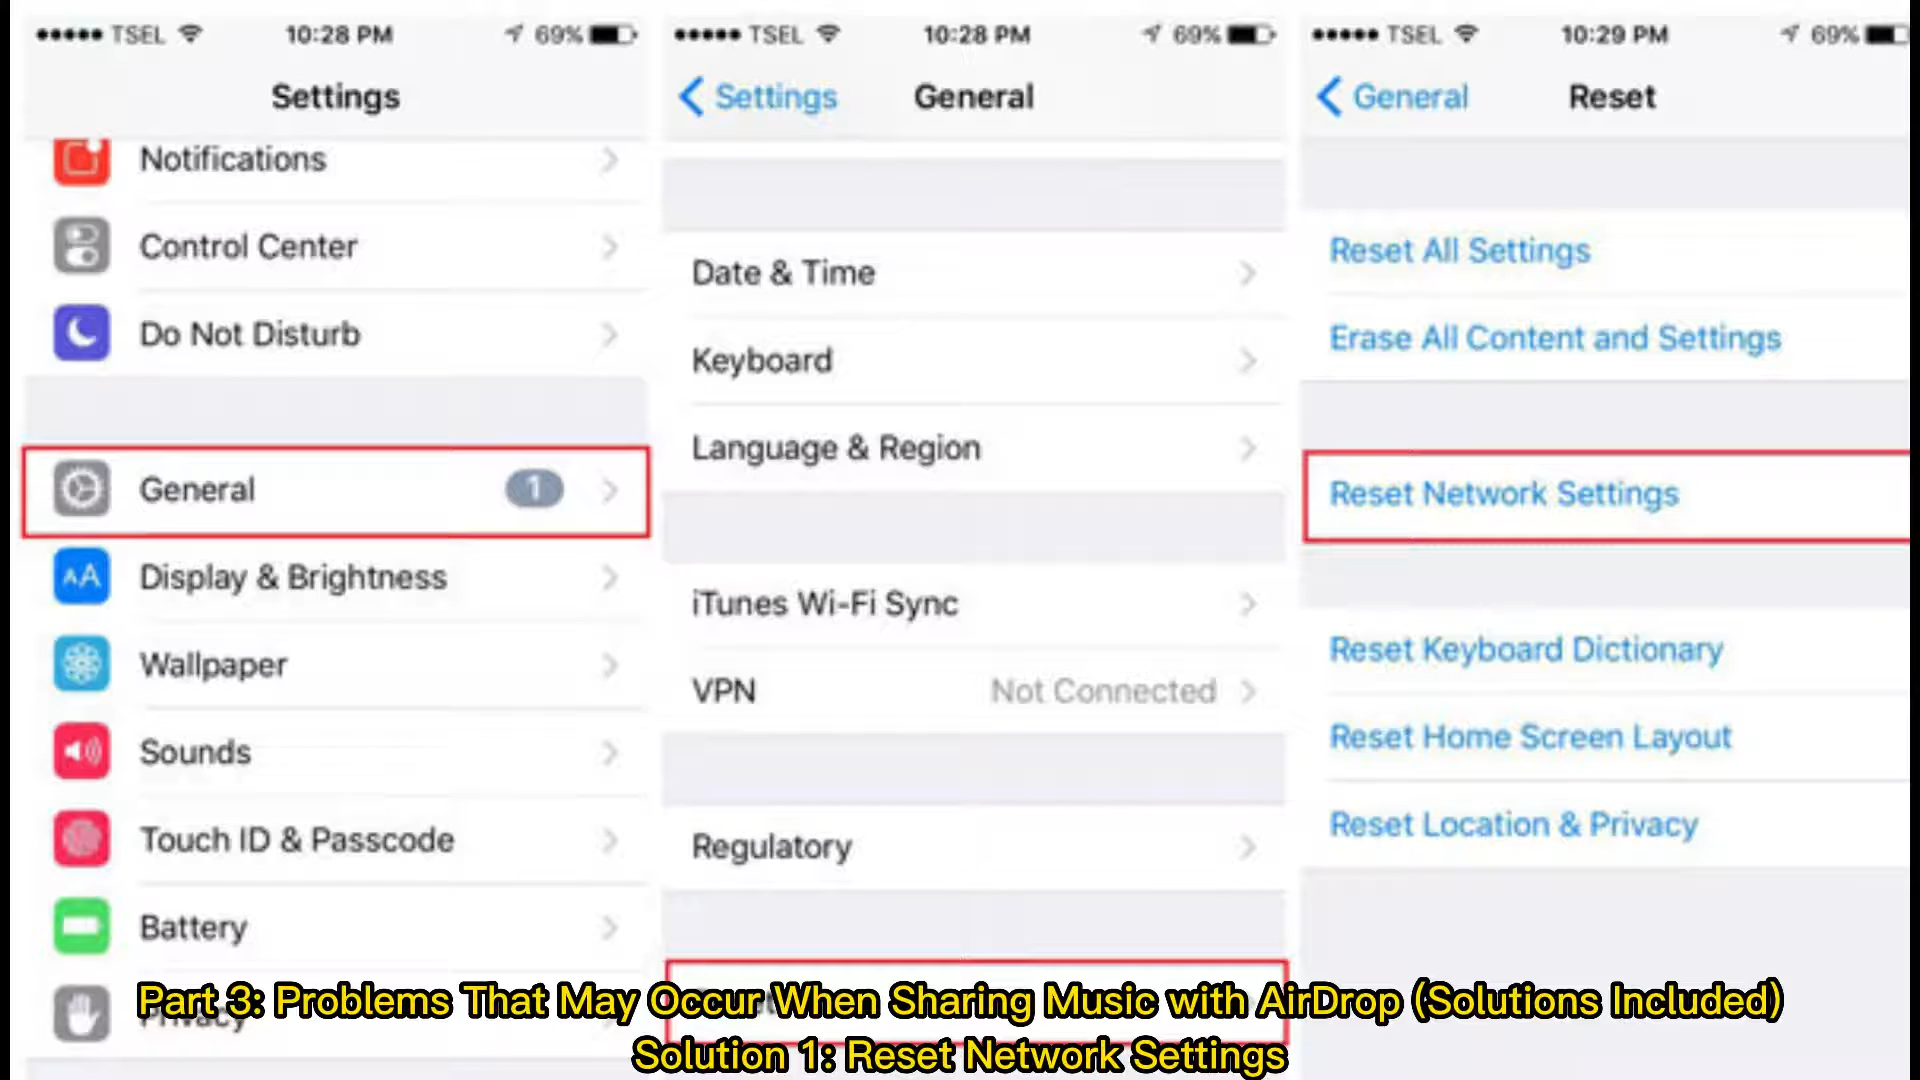 TSEL 10:28 PM 69%
Settings
Notifications
Control Center
Do Not Disturb
General 1
Display & Brightness
AA
Wallpaper
Sounds
Touch ID & Passcode
Battery
Privacy
TSEL 10:28 PM 69%
Settings General
Date & Time
Keyboard
Language & Region
iTunes Wi-Fi Sync
VPN Not Connected
Regulatory
TSEL 10:29 PM 69%
General Reset
Reset All Settings
Erase All Content and Settings
Reset Network Settings
Reset Keyboard Dictionary
Reset Home Screen Layout
Reset Location & Privacy
Part 3: Problems That May Occur When Sharing Music with AirDrop (Solutions Included)
Solution 1: Reset Network Settings